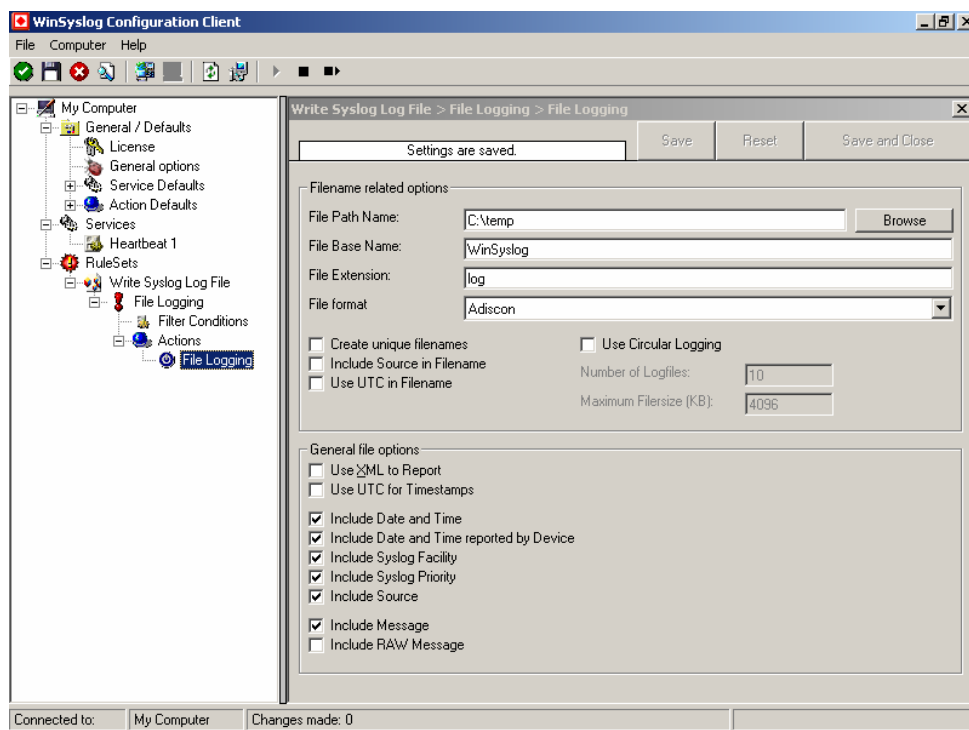 WinSyslog Configuration Client
File Computer Help
My Computer
General / Defaults
License
General options
Service Defaults
Action Defaults
Services
Heartbeat 1
RuleSets
Write Syslog Log File
File Logging
Filter Conditions
Actions
File Logging
Write Syslog Log File > File Logging > File Logging
Settings are saved.
Save Reset Save and Close
Filename related options
File Path Name: C:\temp Browse
File Base Name: WinSyslog
File Extension: log
File format Adiscon
Create unique filenames Use Circular Logging
Include Source in Filename Number of Logfiles: 10
Use UTC in Filename Maximum Filersize (KB): 4096
General file options
Use XML to Report
Use UTC for Timestamps
Include Date and Time
Include Date and Time reported by Device
Include Syslog Facility
Include Syslog Priority
Include Source
Include Message
Include RAW Message
Connected to: My Computer Changes made: 0